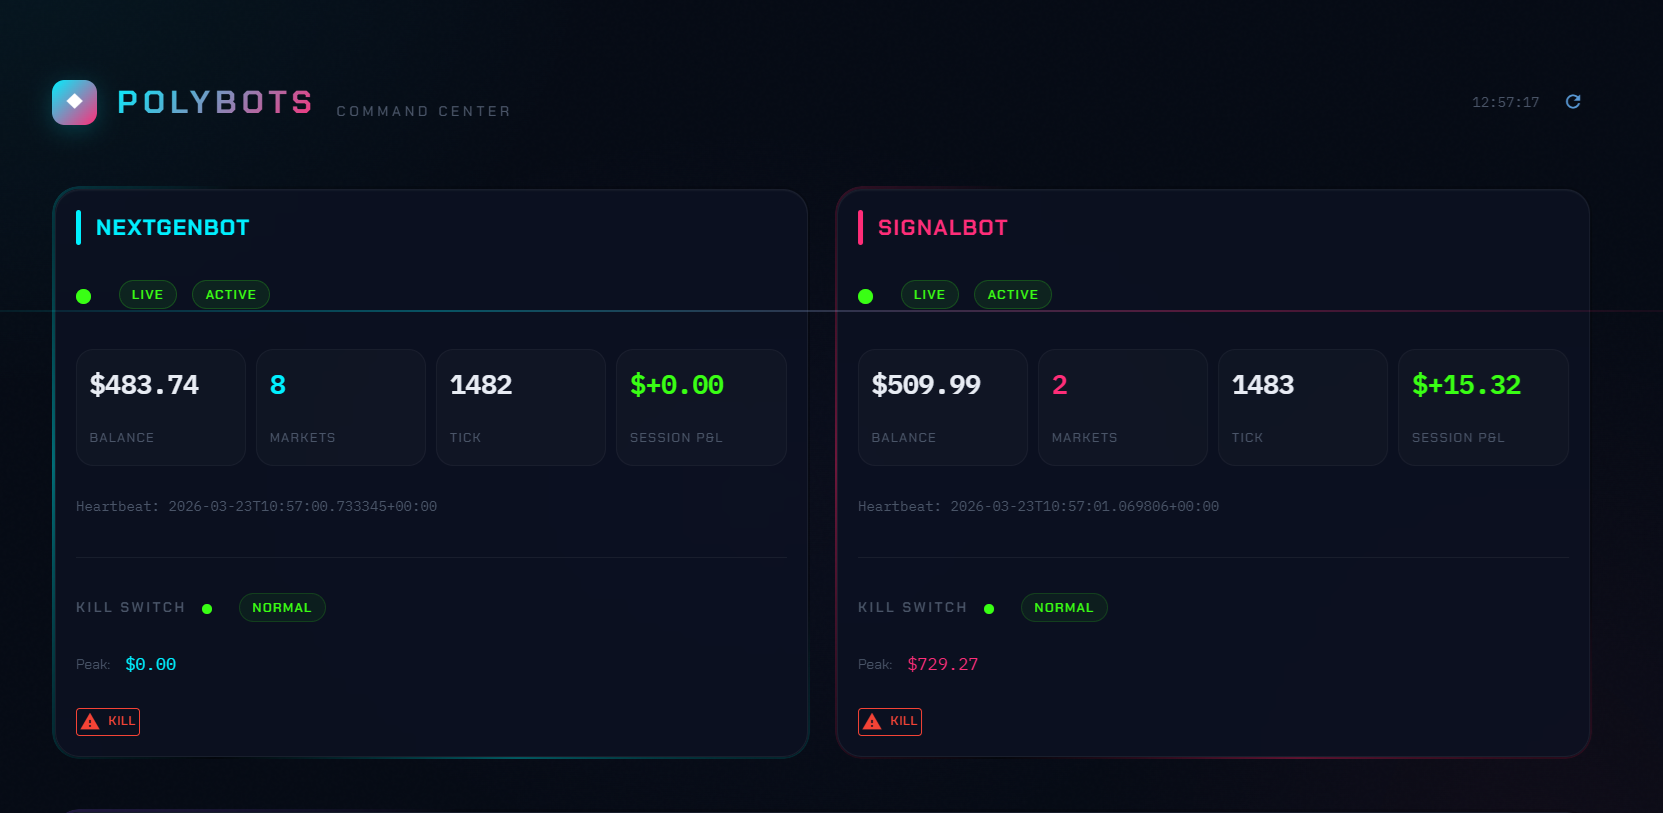 POLYBOTS COMMAND CENTER
12:57:17
NEXTGENBOT
LIVE ACTIVE
$483.74 8 1482 $+0.00
BALANCE MARKETS TICK SESSION P&L
Heartbeat: 2026-03-23T10:57:00.733345+00:00
KILL SWITCH NORMAL
Peak: $0.00
KILL
SIGNALBOT
LIVE ACTIVE
$509.99 2 1483 $+15.32
BALANCE MARKETS TICK SESSION P&L
Heartbeat: 2026-03-23T10:57:01.069806+00:00
KILL SWITCH NORMAL
Peak: $729.27
KILL